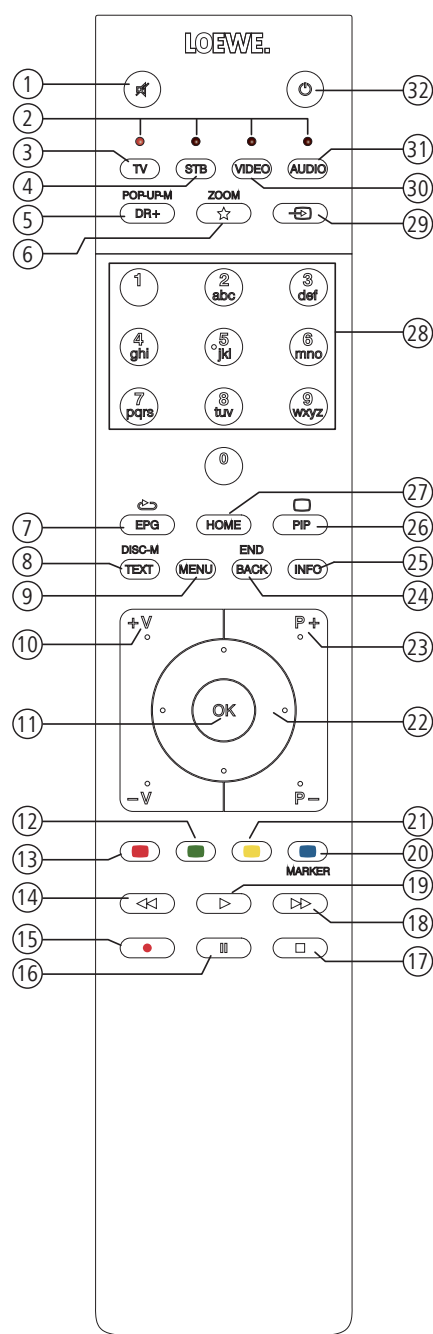 LOEWE.
1
32
2
3
TV
STB
VIDEO
AUDIO
31
4
30
POP-UP-M
ZOOM
5
DR+
29
6
1
2
abc
3
def
28
4
ghi
5
jkl
6
mno
7
pqrs
8
tuv
9
wxyz
0
27
7
EPG
HOME
PIP
26
DISC-M
END
8
TEXT
MENU
BACK
INFO
25
9
24
+V
P+
10
23
11
OK
22
–V
P–
12
21
13
20
MARKER
14
19
18
15
16
17